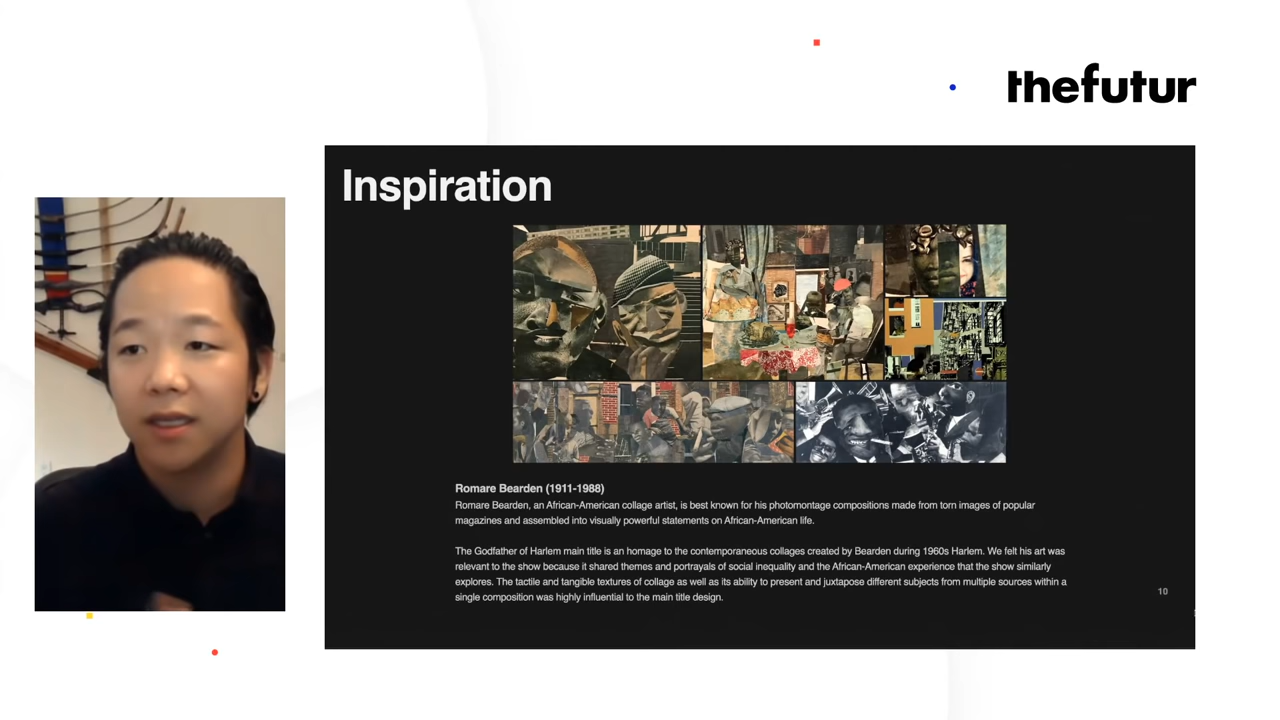 thefutur
Inspiration
Romare Bearden (1911-1988)
Romare Bearden, an African-American collage artist, is best known for his photomontage compositions made from torn images of popular
magazines and assembled into visually powerful statements on African-American life.
The Godfather of Harlem main title is an homage to the contemporaneous collages created by Bearden during 1960s Harlem. We felt his art was
relevant to the show because it shared themes and portrayals of social inequality and the African-American experience that the show similarly
explores. The tactile and tangible textures of collage as well as its ability to present and juxtapose different subjects from multiple sources within a
single composition was highly influential to the main title design.
10